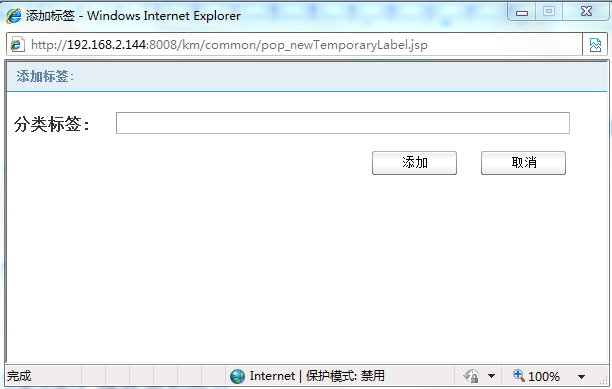 添加标签 - Windows Internet Explorer
http://192.168.2.144:8008/km/common/pop_newTemporaryLabel.jsp
添加标签:
分类标签:
添加 取消
完成 Internet | 保护模式: 禁用 100%